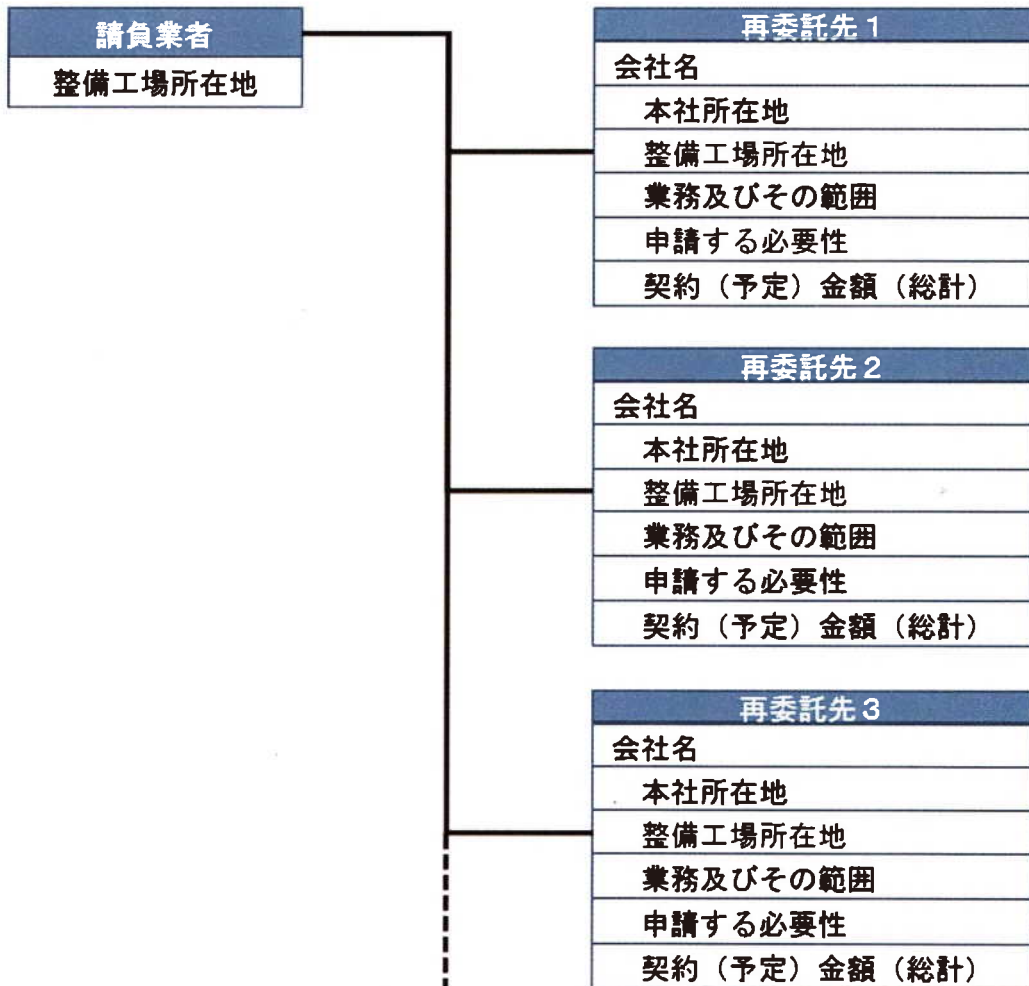 請負業者
整備工場所在地
再委託先１
会社名
本社所在地
整備工場所在地
業務及びその範囲
申請する必要性
契約（予定）金額（総計）
再委託先２
会社名
本社所在地
整備工場所在地
業務及びその範囲
申請する必要性
契約（予定）金額（総計）
再委託先３
会社名
本社所在地
整備工場所在地
業務及びその範囲
申請する必要性
契約（予定）金額（総計）